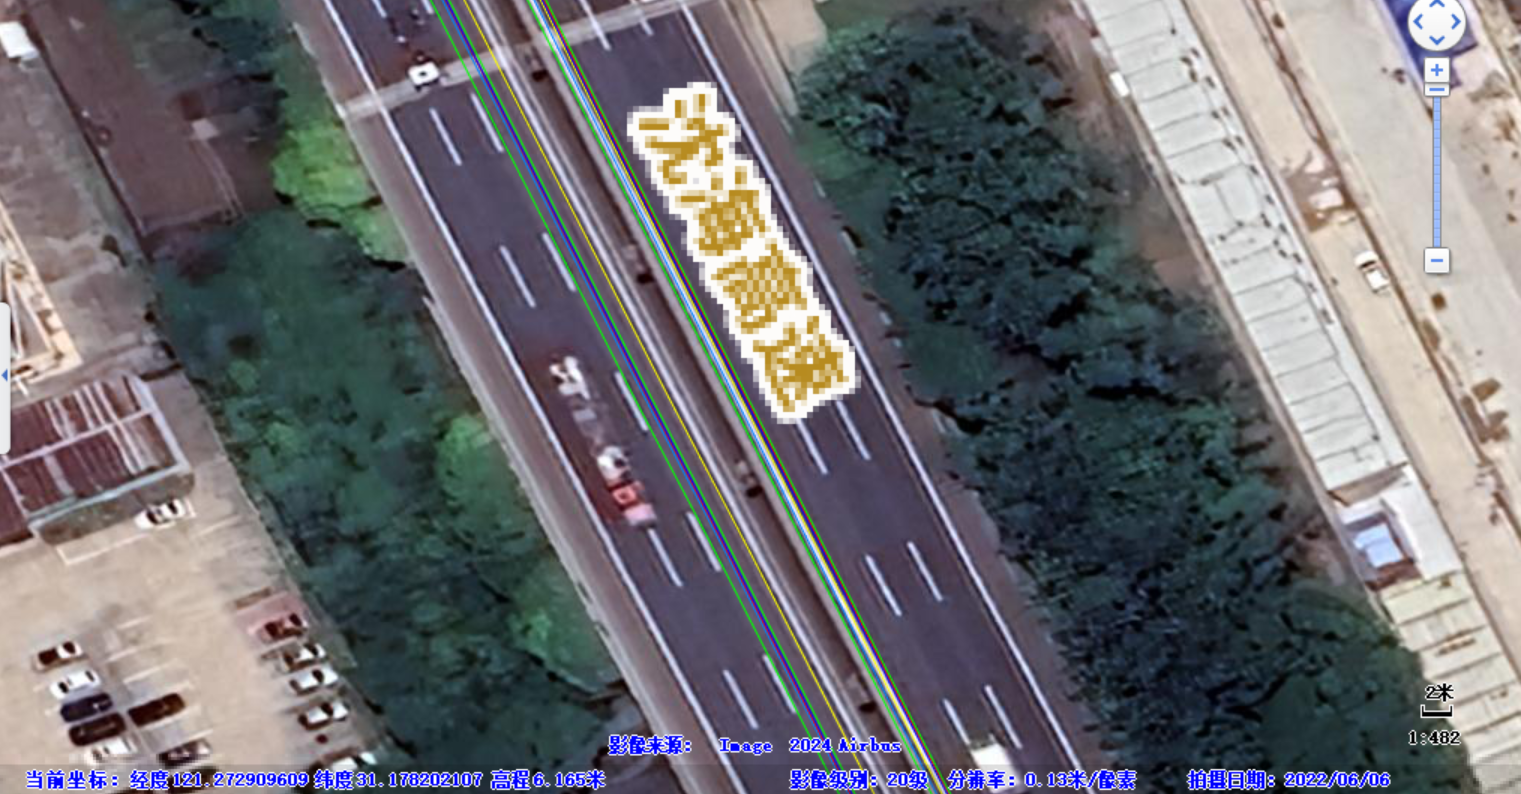 沈海高速
2米
1:482
影像来源： Image 2024 Airbus
当前坐标：经度121.272909609 纬度31.178202107 高程6.165米 影像级别：20级 分辨率：0.13米/像素 拍摄日期：2022/06/06